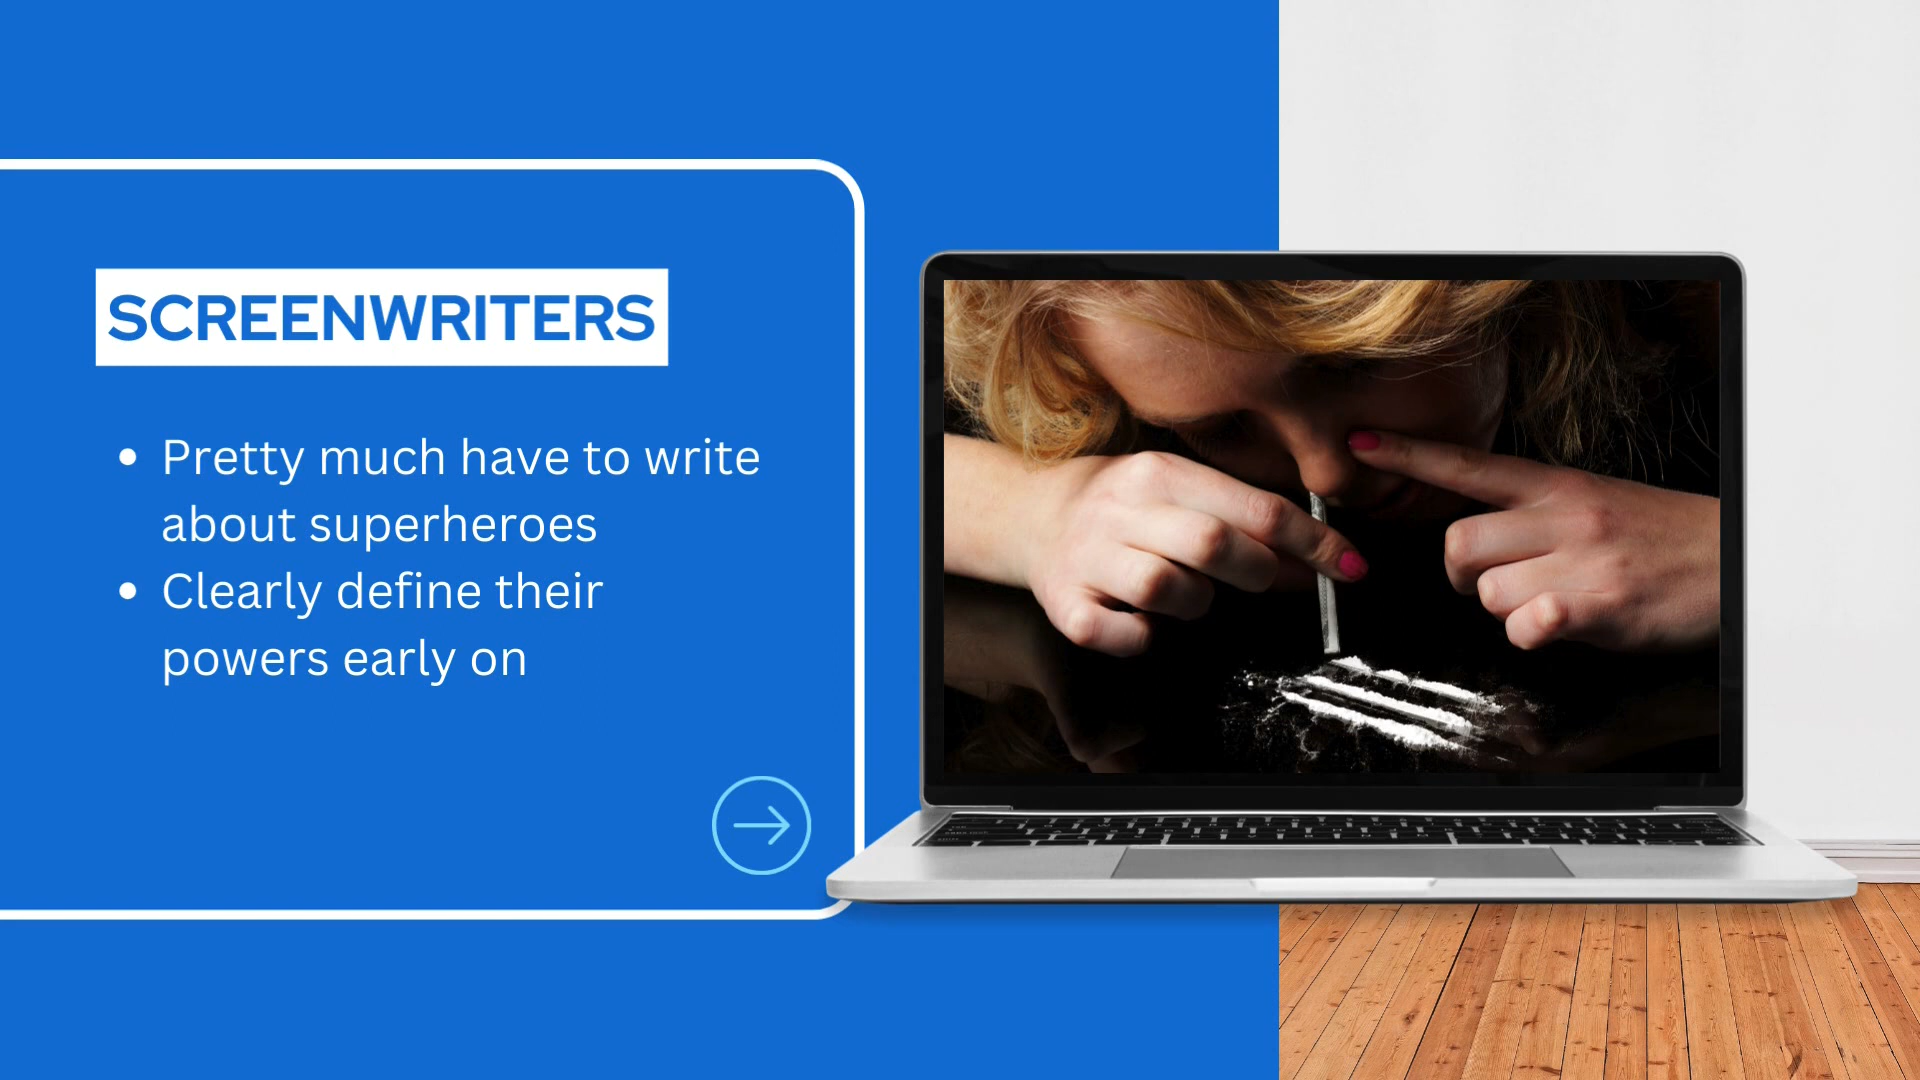 SCREENWRITERS
• Pretty much have to write
about superheroes
• Clearly define their
powers early on